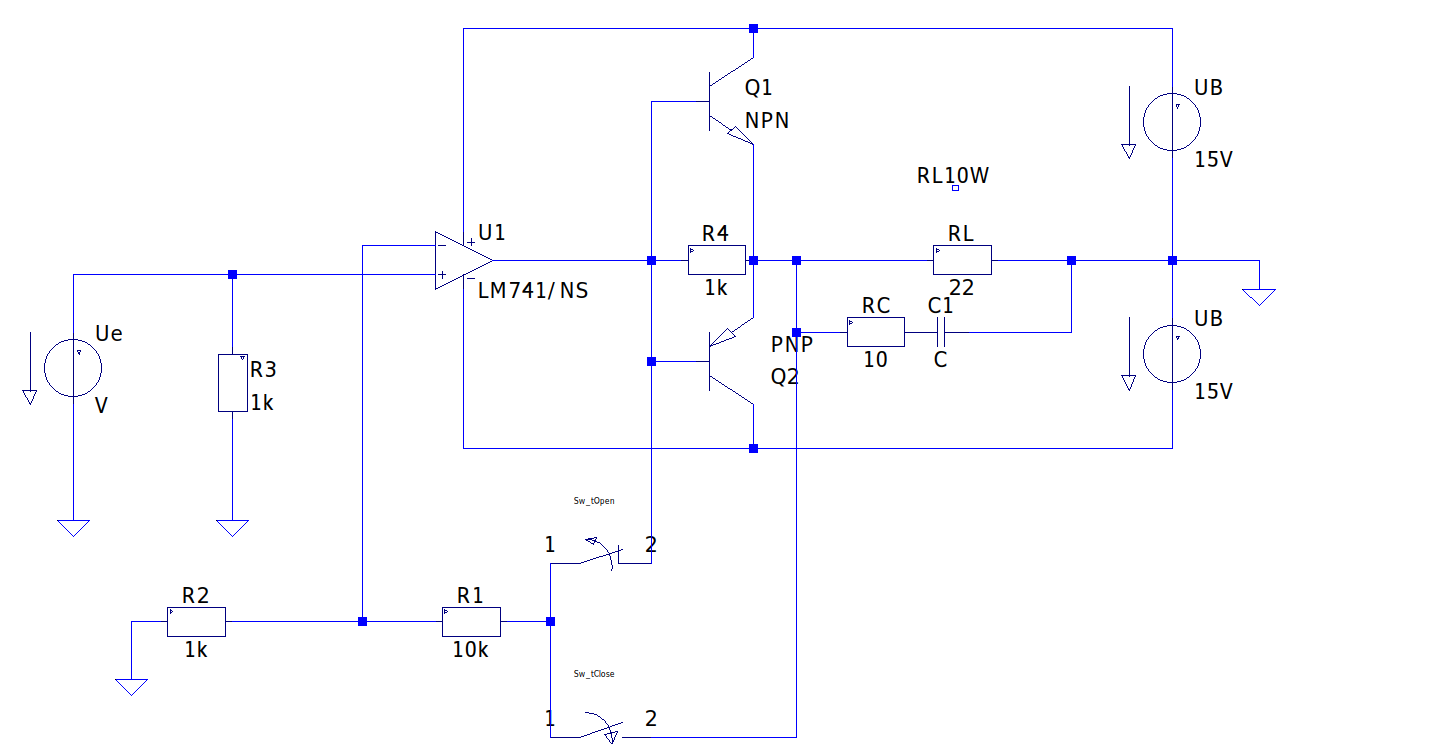 Q1
NPN
UB
15V
RL10W
U1
R4
RL
LM741/NS
1k
22
RC
C1
UB
Ue
PNP
R3
10
C
Q2
V
1k
15V
Sw_tOpen
1
2
R2
R1
1k
10k
Sw_tClose
1
2